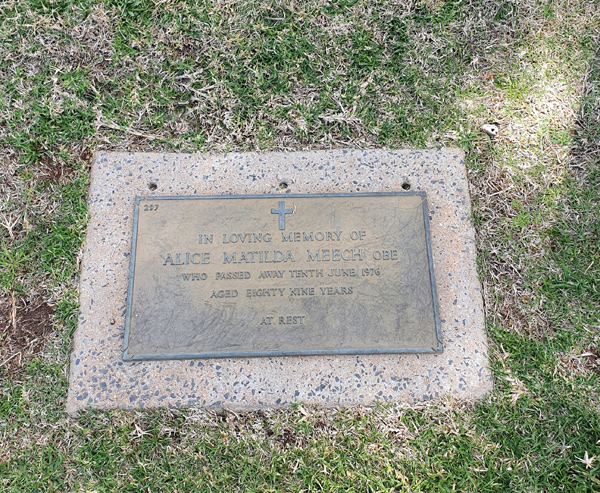 297
IN LOVING MEMORY OF
ALICE MATILDA MEECH OBE
WHO PASSED AWAY TENTH JUNE 1976
AGED EIGHTY NINE YEARS
AT REST